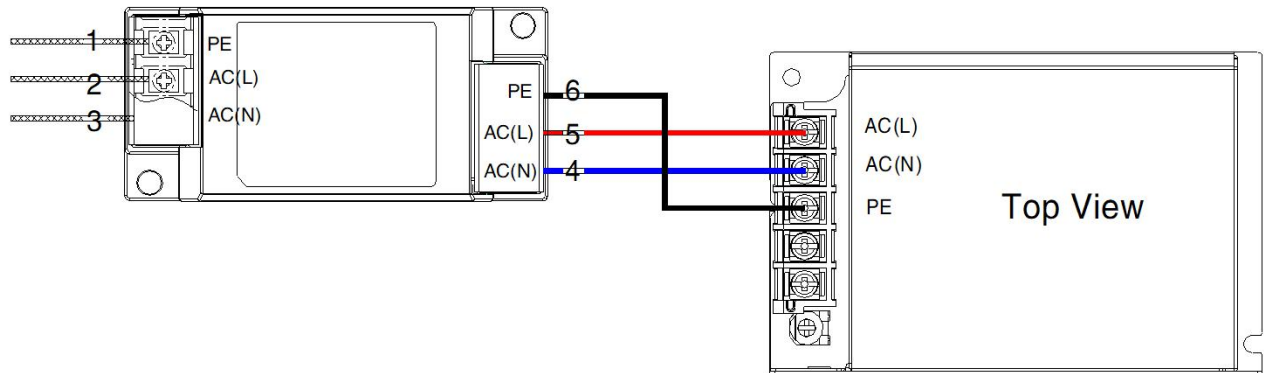 1 PE
2 AC(L)
3 AC(N)
PE 6
AC(L) 5
AC(N) 4
AC(L)
AC(N)
PE
Top View